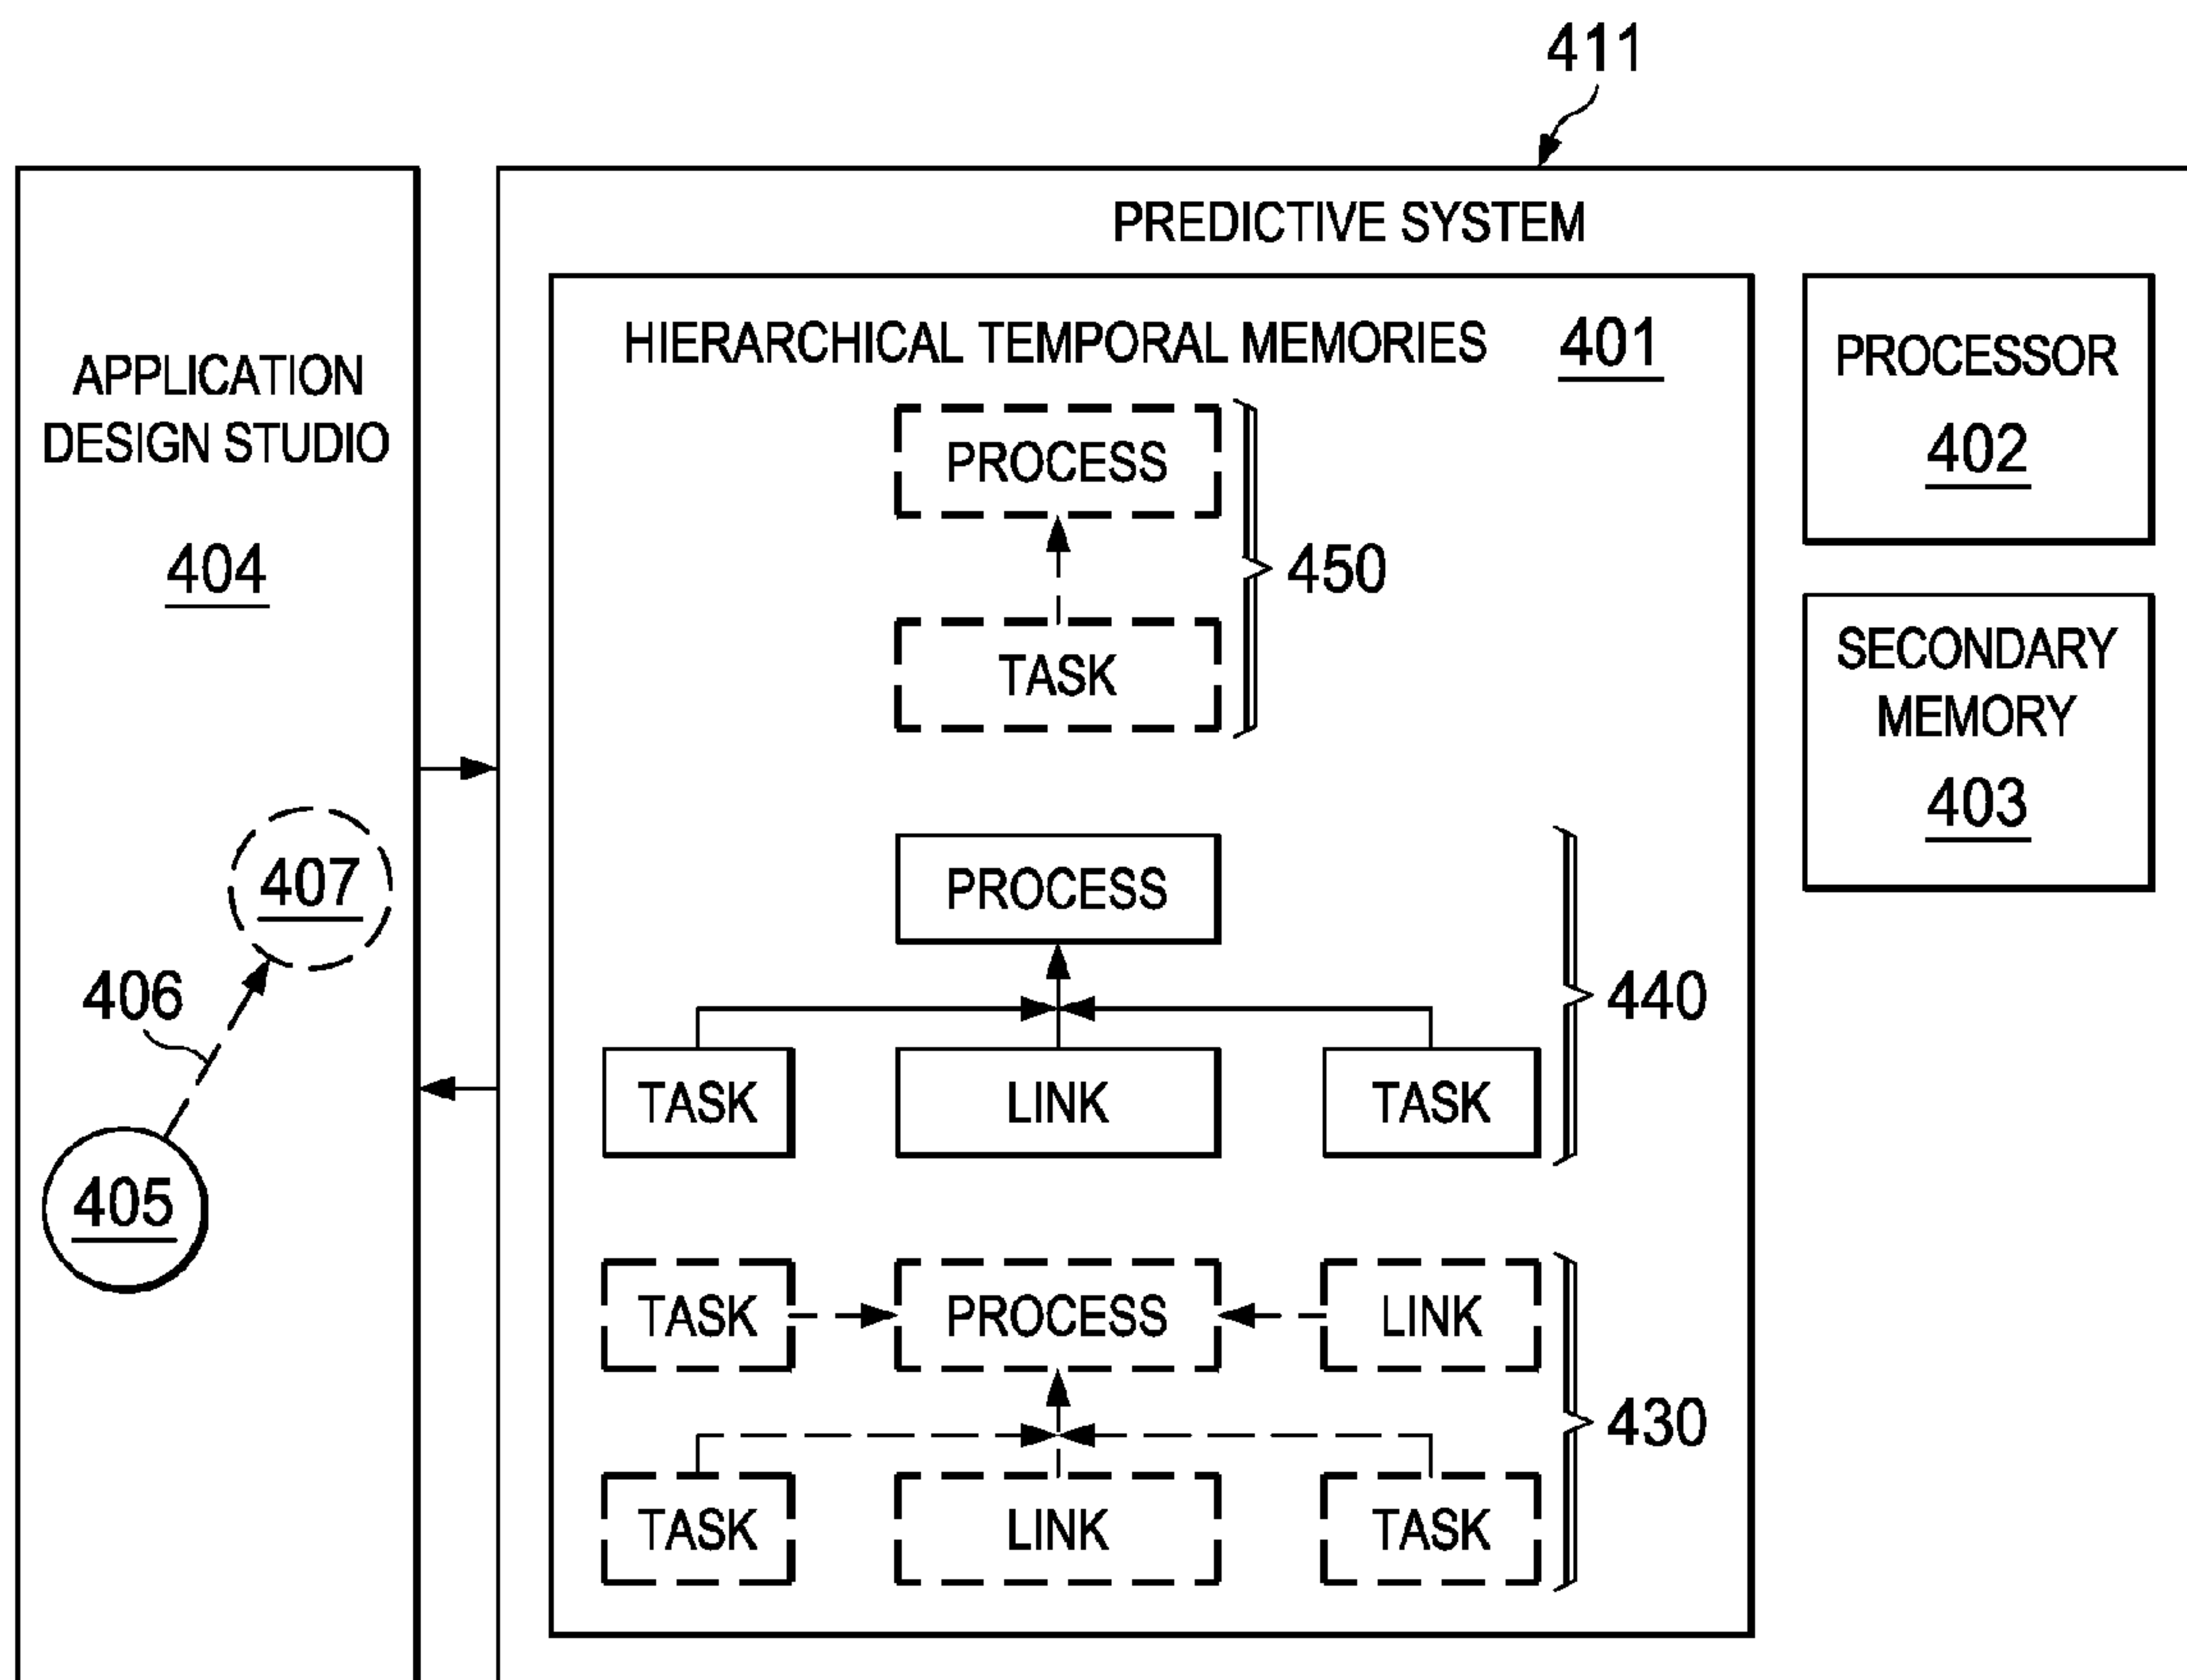 411
APPLICATION
DESIGN STUDIO
404
407
406
405
PREDICTIVE SYSTEM
HIERARCHICAL TEMPORAL MEMORIES 401
PROCESS
TASK
450
PROCESS
TASK LINK TASK
440
TASK PROCESS LINK
TASK LINK TASK
430
PROCESSOR
402
SECONDARY
MEMORY
403